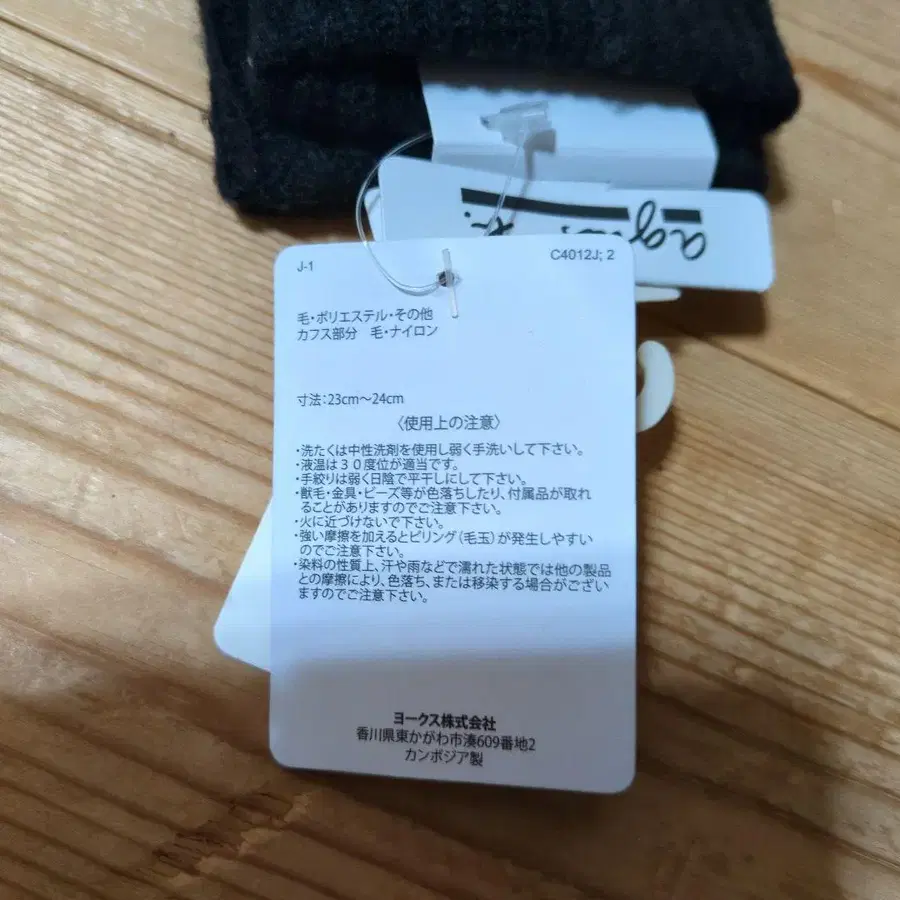 agnès b.
J-1
C4012J; 2
毛・ポリエステル・その他
カフス部分　毛・ナイロン
寸法：23cm～24cm
〈使用上の注意〉
・洗たくは中性洗剤を使用し弱く手洗いして下さい。
・液温は３０度位が適当です。
・手絞りは弱く日陰で平干しにして下さい。
・獣毛・金具・ビーズ等が色落ちしたり、付属品が取れ
ることがありますのでご注意下さい。
・火に近づけないで下さい。
・強い摩擦を加えるとピリング（毛玉）が発生しやすい
のでご注意下さい。
・染料の性質上、汗や雨などで濡れた状態では他の製品
との摩擦により、色落ち、または移染する場合がござい
ますのでご注意下さい。
ヨークス株式会社
香川県東かがわ市湊609番地2
カンボジア製